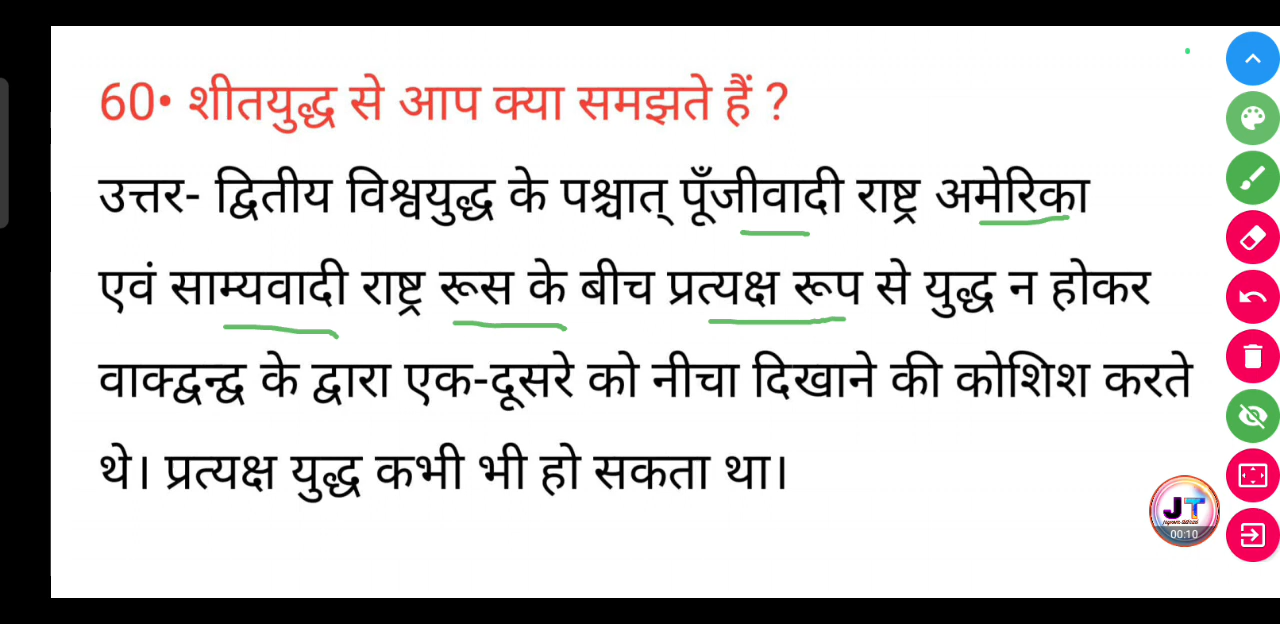 60• शीतयुद्ध से आप क्या समझते हैं ?
उत्तर- द्वितीय विश्वयुद्ध के पश्चात् पूँजीवादी राष्ट्र अमेरिका
एवं साम्यवादी राष्ट्र रूस के बीच प्रत्यक्ष रूप से युद्ध न होकर
वाक्द्वन्द्व के द्वारा एक-दूसरे को नीचा दिखाने की कोशिश करते
थे। प्रत्यक्ष युद्ध कभी भी हो सकता था।
JT
00:10